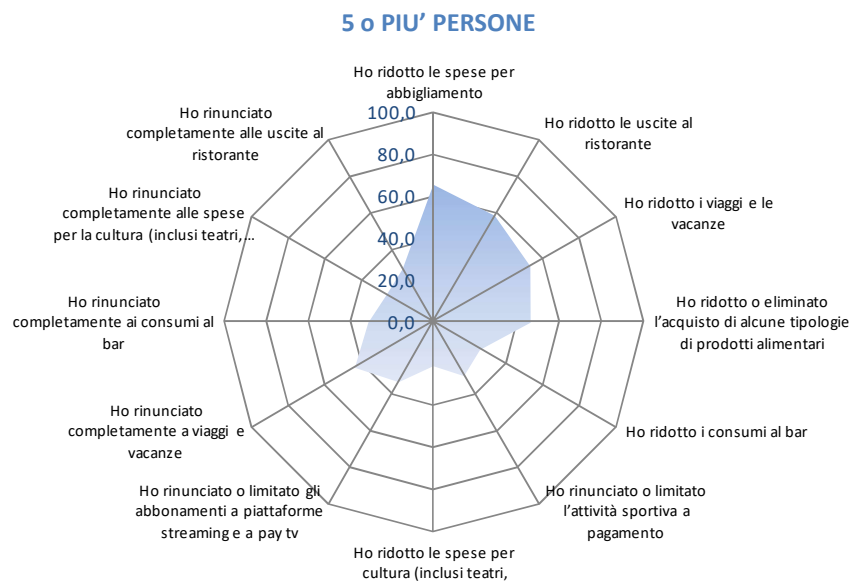 5 o PIU’ PERSONE
Ho ridotto le spese per
abbigliamento
Ho ridotto le uscite al
ristorante
Ho ridotto i viaggi e le
vacanze
Ho ridotto o eliminato
l’acquisto di alcune tipologie
di prodotti alimentari
Ho ridotto i consumi al bar
Ho rinunciato o limitato
l’attività sportiva a
pagamento
Ho ridotto le spese per
cultura (inclusi teatri,
Ho rinunciato o limitato gli
abbonamenti a piattaforme
streaming e a pay tv
Ho rinunciato
completamente a viaggi e
vacanze
Ho rinunciato
completamente ai consumi al
bar
Ho rinunciato
completamente alle spese
per la cultura (inclusi teatri,…
Ho rinunciato
completamente alle uscite al
ristorante
100,0
80,0
60,0
40,0
20,0
0,0